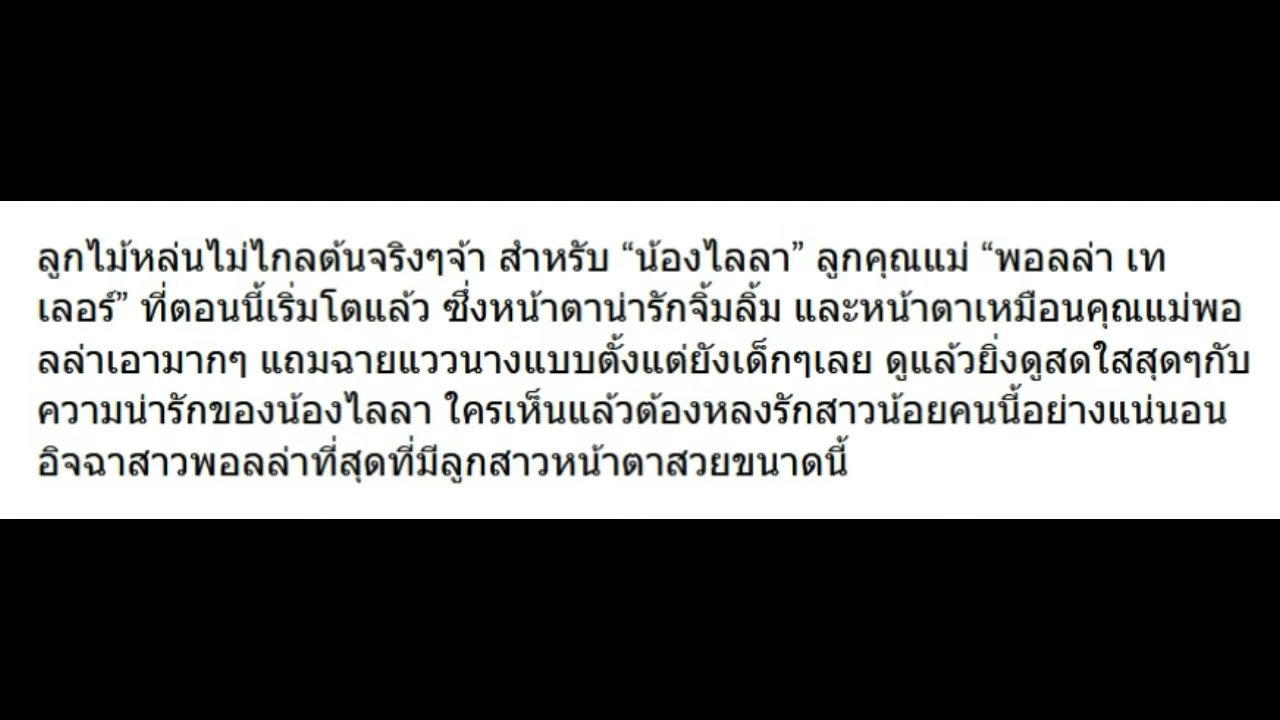 ลูกไม้หล่นไม่ไกลต้นจริงๆจ้า สำหรับ “น้องไลลา” ลูกคุณแม่ “พอลล่า เท
เลอร์” ที่ตอนนี้เริ่มโตแล้ว ซึ่งหน้าตาน่ารักจิ้มลิ้ม และหน้าตาเหมือนคุณแม่พอ
ลล่าเอามากๆ แถมฉายแววนางแบบตั้งแต่ยังเด็กๆเลย ดูแล้วยิ่งดูสดใสสุดๆกับ
ความน่ารักของน้องไลลา ใครเห็นแล้วต้องหลงรักสาวน้อยคนนี้อย่างแน่นอน
อิจฉาสาวพอลล่าที่สุดที่มีลูกสาวหน้าตาสวยขนาดนี้